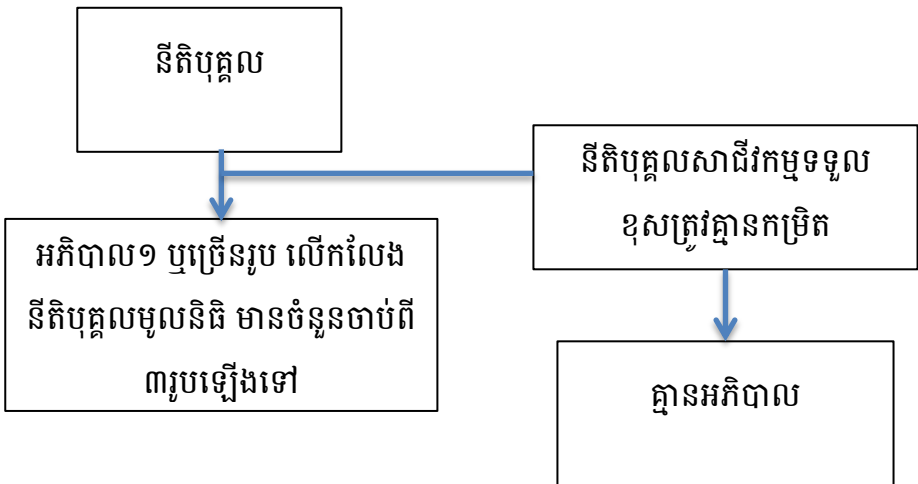 នីតិបុគ្គល
នីតិបុគ្គលសាជីវកម្មទទួល
ខុសត្រូវគ្មានកម្រិត
អភិបាល១ ឬច្រើនរូប លើកលែង
នីតិបុគ្គលមូលនិធិ មានចំនួនចាប់ពី
៣រូបឡើងទៅ
គ្មានអភិបាល